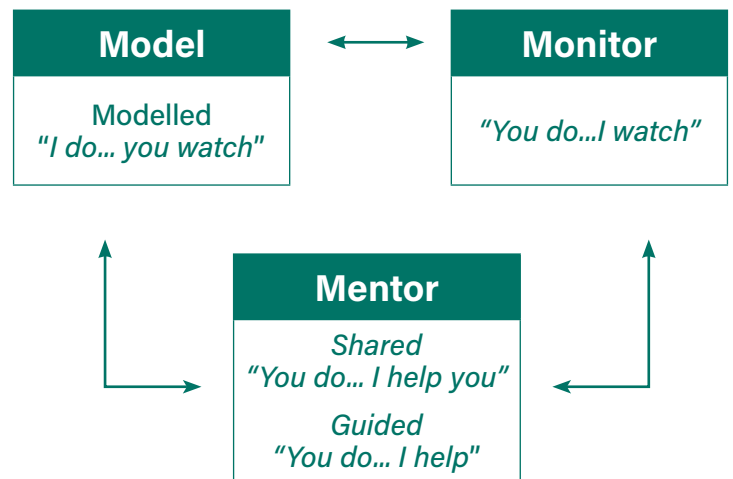 Model
Modelled
"I do... you watch"
Monitor
“You do...I watch”
Mentor
Shared
“You do... I help you”
Guided
“You do... I help"